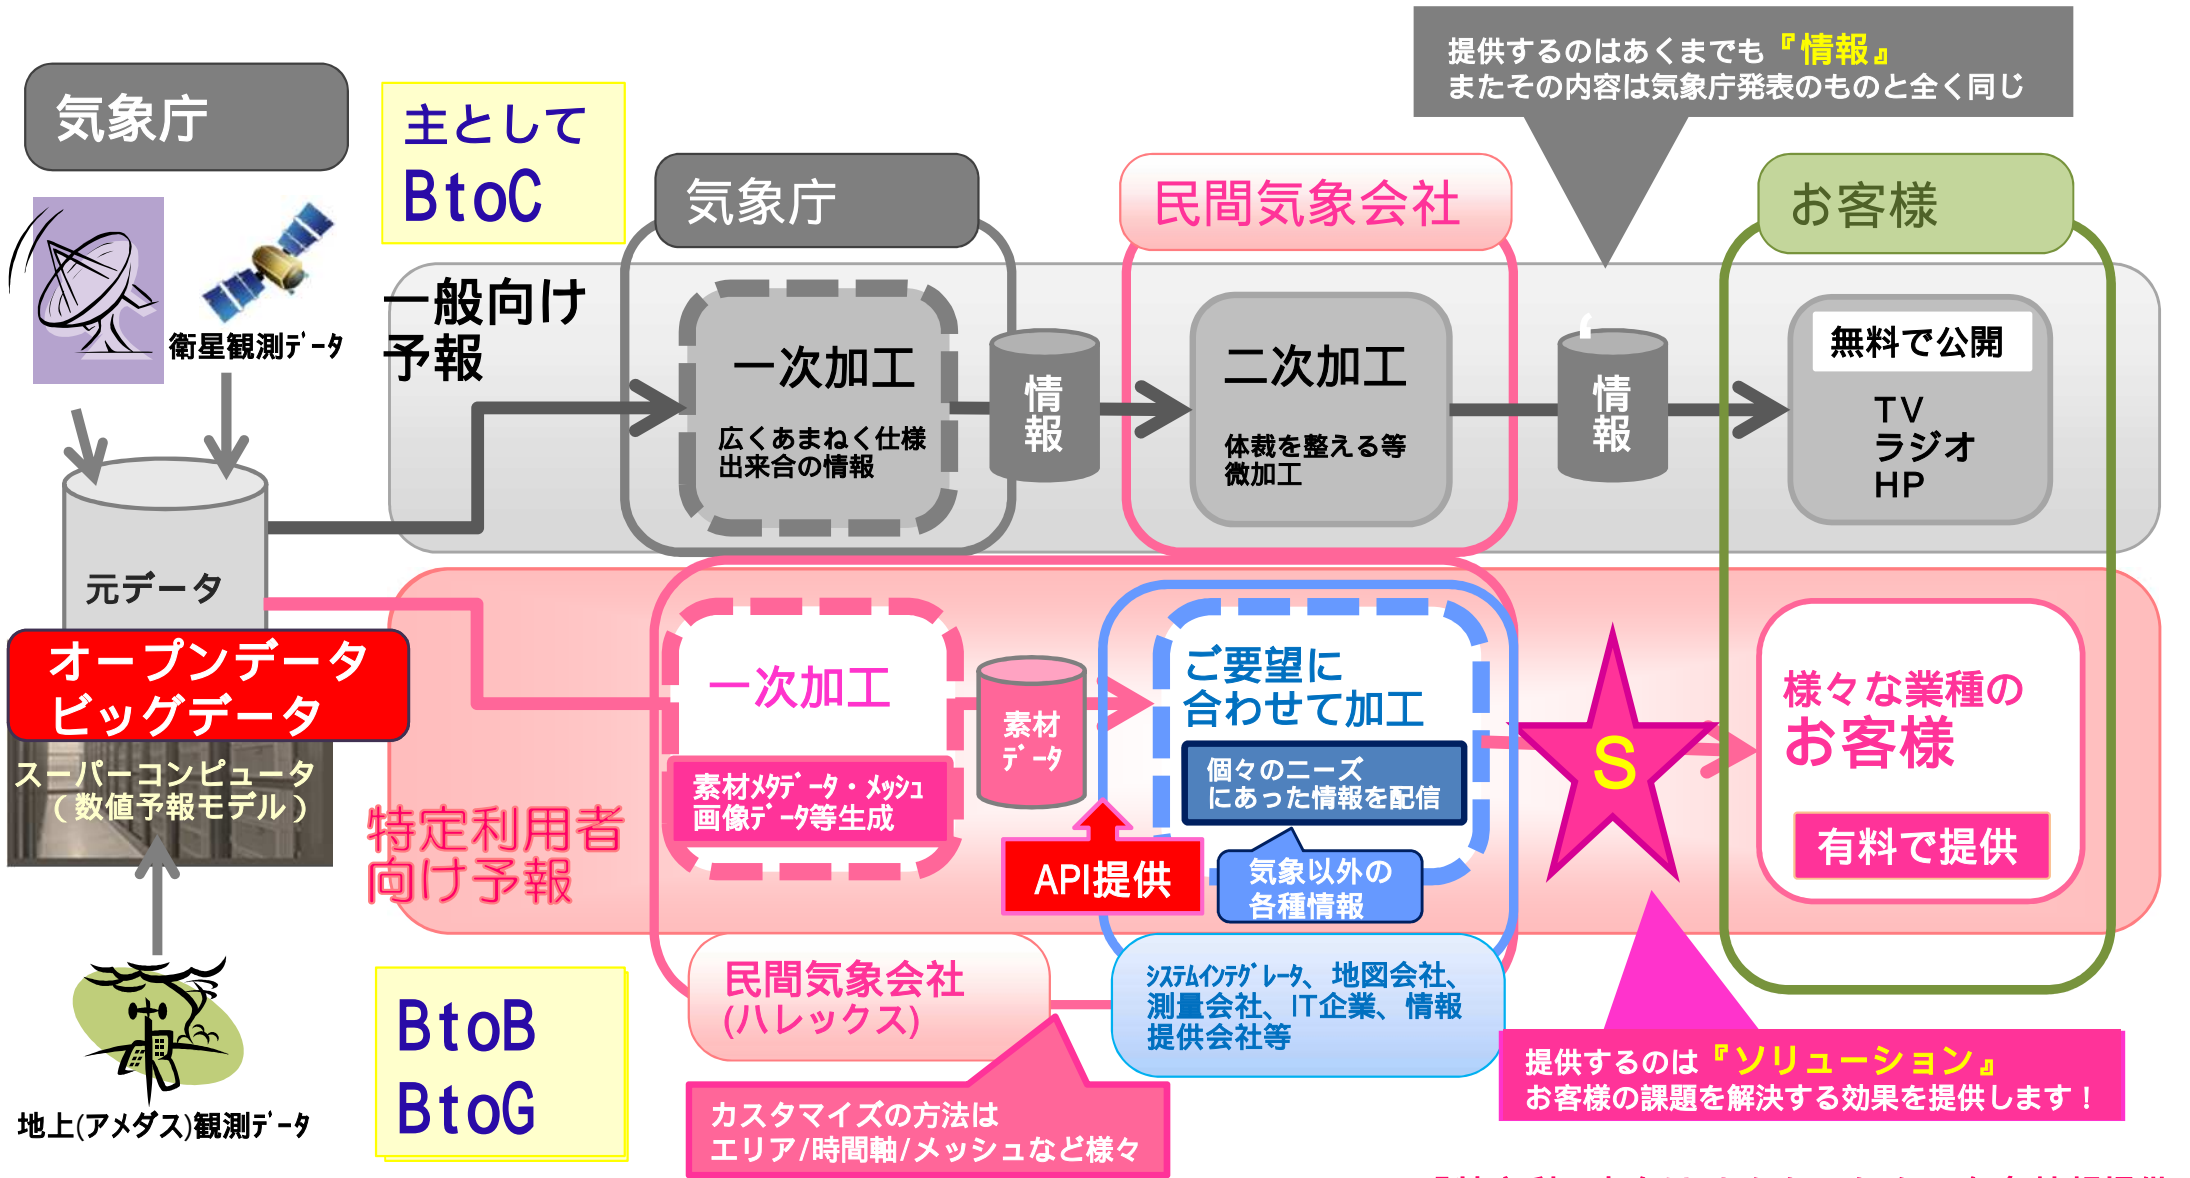 提供するのはあくまでも『情報』
またその内容は気象庁発表のものと全く同じ
気象庁
主として
BtoC
気象庁
民間気象会社
お客様
衛星観測ﾃﾞｰﾀ
一般向け
予報
一次加工
広くあまねく仕様
出来合の情報
情
報
二次加工
体裁を整える等
微加工
‘
情
報
無料で公開
TV
ラジオ
HP
元データ
オープンデータ
ビッグデータ
スーパーコンピュータ
（数値予報モデル）
特定利用者
向け予報
一次加工
素材ﾒﾀﾃﾞｰﾀ・ﾒｯｼｭ
画像ﾃﾞｰﾀ等生成
素材
ﾃﾞｰﾀ
API提供
ご要望に
合わせて加工
個々のニーズ
にあった情報を配信
気象以外の
各種情報
S
様々な業種の
お客様
有料で提供
地上(アメダス)観測ﾃﾞｰﾀ
BtoB
BtoG
民間気象会社
(ハレックス)
ｼｽﾃﾑｲﾝﾃｸﾞﾚｰﾀ、地図会社、
測量会社、IT企業、情報
提供会社等
カスタマイズの方法は
エリア/時間軸/メッシュなど様々
提供するのは『ソリューション』
お客様の課題を解決する効果を提供します！